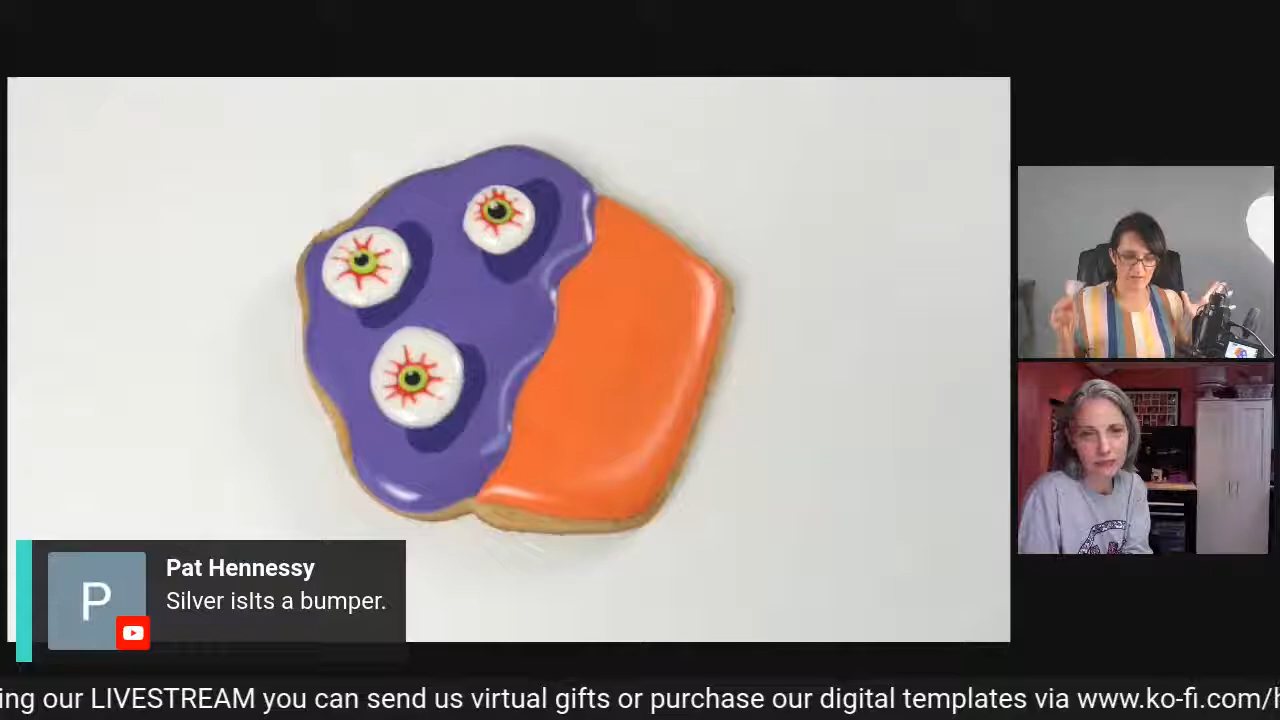 P
Pat Hennessy
Silver isIts a bumper.
ing our LIVESTREAM you can send us virtual gifts or purchase our digital templates via www.ko-fi.com/